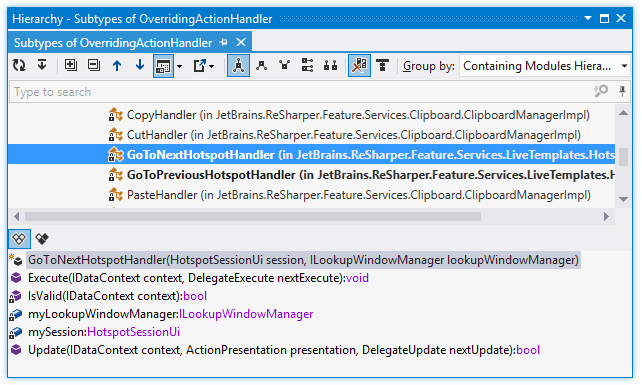 Hierarchy - Subtypes of OverridingActionHandler
Subtypes of OverridingActionHandler
Group by: Containing Modules Hiera...
Type to search
CopyHandler (in JetBrains.ReSharper.Feature.Services.Clipboard.ClipboardManagerImpl)
CutHandler (in JetBrains.ReSharper.Feature.Services.Clipboard.ClipboardManagerImpl)
GoToNextHotspotHandler (in JetBrains.ReSharper.Feature.Services.LiveTemplates.Hots
GoToPreviousHotspotHandler (in JetBrains.ReSharper.Feature.Services.LiveTemplates.H
PasteHandler (in JetBrains.ReSharper.Feature.Services.Clipboard.ClipboardManagerImpl)
GoToNextHotspotHandler(HotspotSessionUi session, ILookupWindowManager lookupWindowManager)
Execute(IDataContext context, DelegateExecute nextExecute):void
IsValid(IDataContext context):bool
myLookupWindowManager:ILookupWindowManager
mySession:HotspotSessionUi
Update(IDataContext context, ActionPresentation presentation, DelegateUpdate nextUpdate):bool